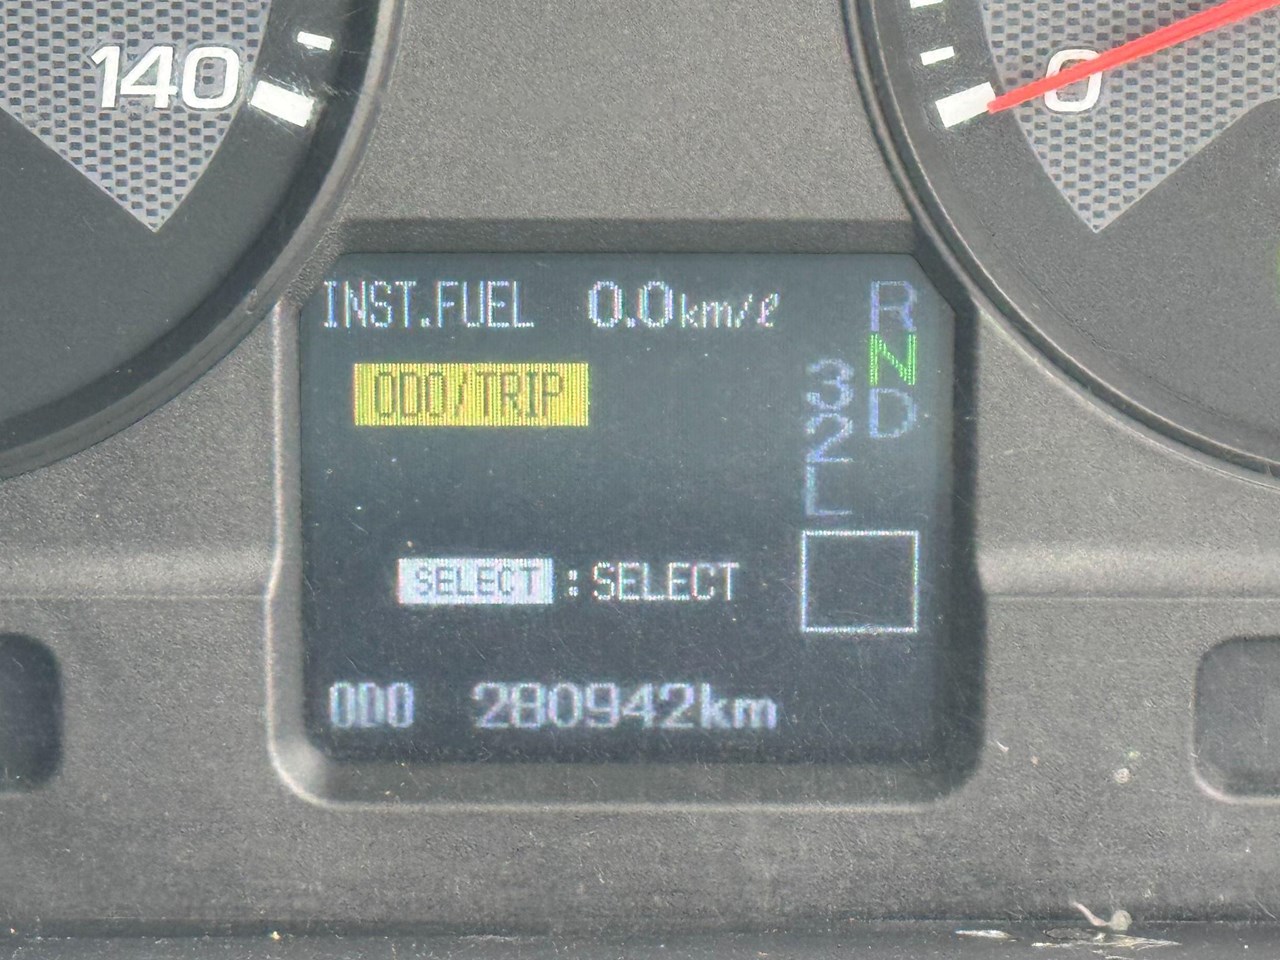 140
0
INST.FUEL 0.0km/ℓ
R
N
D
3
2
L
ODO/TRIP
SELECT : SELECT
ODO 280942km